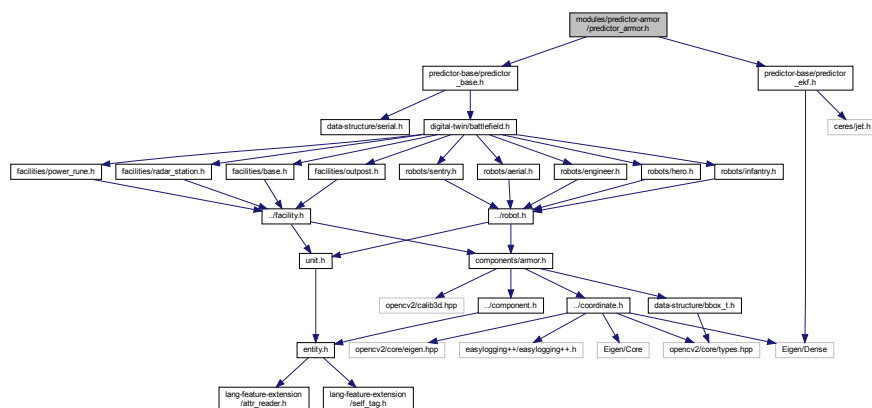 modules/predictor-armor
/predictor_armor.h
predictor-base/predictor
_base.h
predictor-base/predictor
_ekf.h
data-structure/serial.h
digital-twin/battlefield.h
ceres/jet.h
facilities/power_rune.h
facilities/radar_station.h
facilities/base.h
facilities/outpost.h
robots/sentry.h
robots/aerial.h
robots/engineer.h
robots/hero.h
robots/infantry.h
../facility.h
../robot.h
unit.h
components/armor.h
opencv2/calib3d.hpp
../component.h
../coordinate.h
data-structure/bbox_t.h
entity.h
opencv2/core/eigen.hpp
easylogging++/easylogging++.h
Eigen/Core
opencv2/core/types.hpp
Eigen/Dense
lang-feature-extension
/attr_reader.h
lang-feature-extension
/self_tag.h